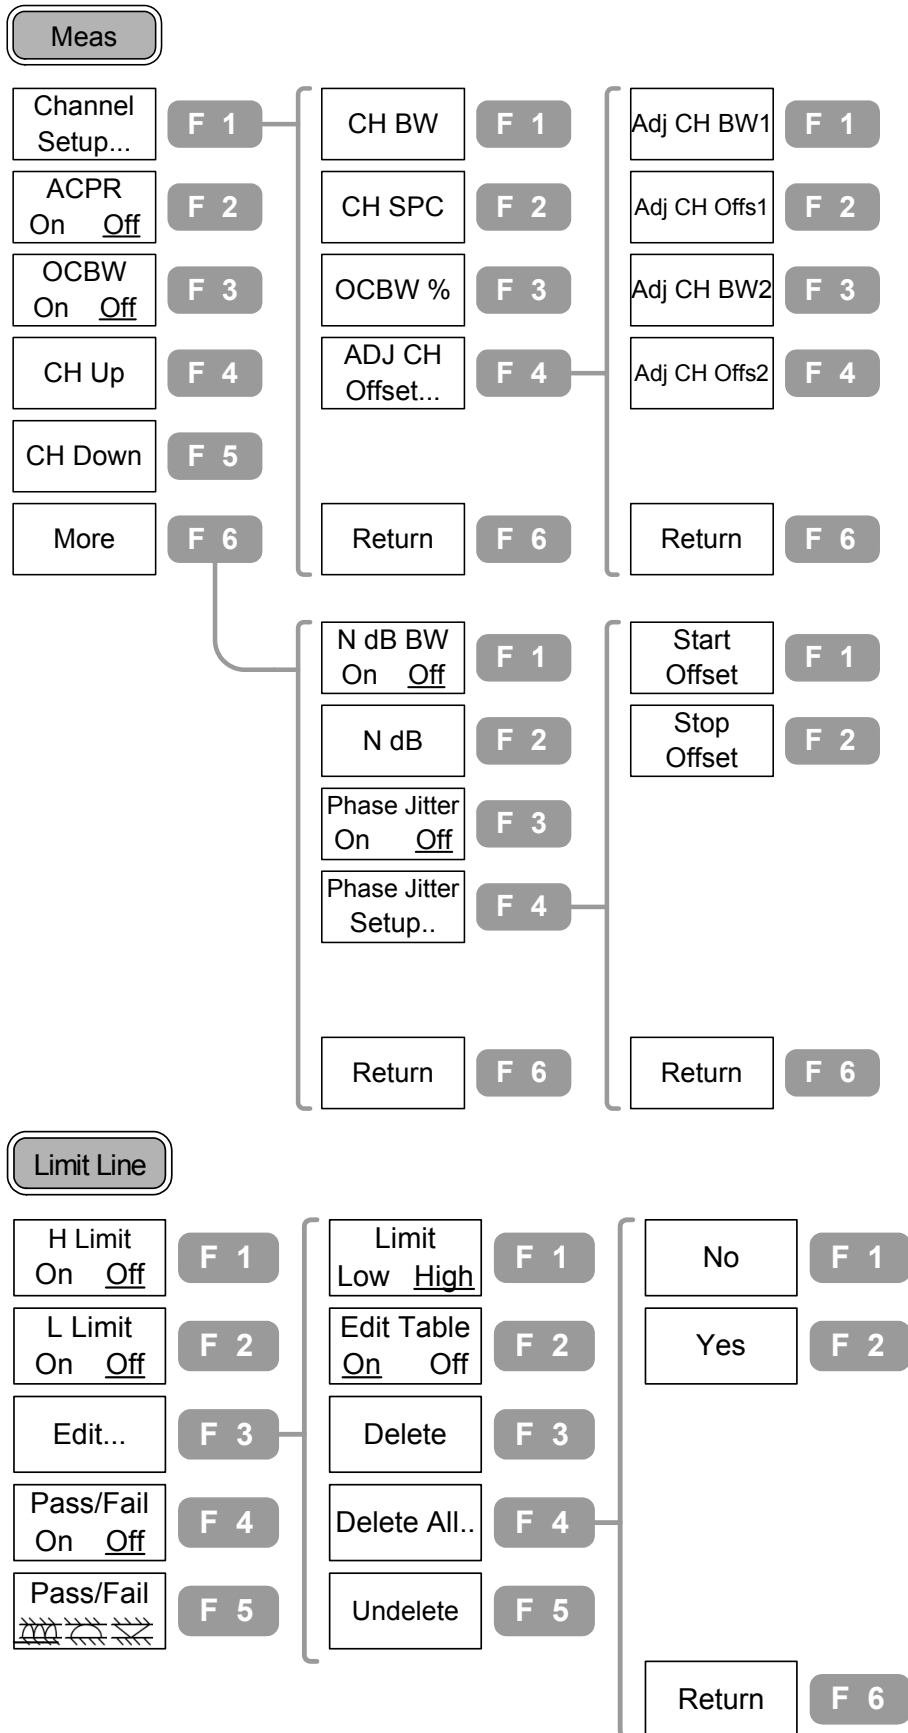 Meas
Channel
Setup...
F 1
CH BW
F 1
Adj CH BW1
F 1
ACPR
On Off
F 2
CH SPC
F 2
Adj CH Offs1
F 2
OCBW
On Off
F 3
OCBW %
F 3
Adj CH BW2
F 3
CH Up
F 4
ADJ CH
Offset...
F 4
Adj CH Offs2
F 4
CH Down
F 5
More
F 6
Return
F 6
Return
F 6
N dB BW
On Off
F 1
Start
Offset
F 1
N dB
F 2
Stop
Offset
F 2
Phase Jitter
On Off
F 3
Phase Jitter
Setup..
F 4
Return
F 6
Return
F 6
Limit Line
H Limit
On Off
F 1
Limit
Low High
F 1
No
F 1
L Limit
On Off
F 2
Edit Table
On Off
F 2
Yes
F 2
Edit...
F 3
Delete
F 3
Pass/Fail
On Off
F 4
Delete All..
F 4
Pass/Fail
F 5
Undelete
F 5
Return
F 6